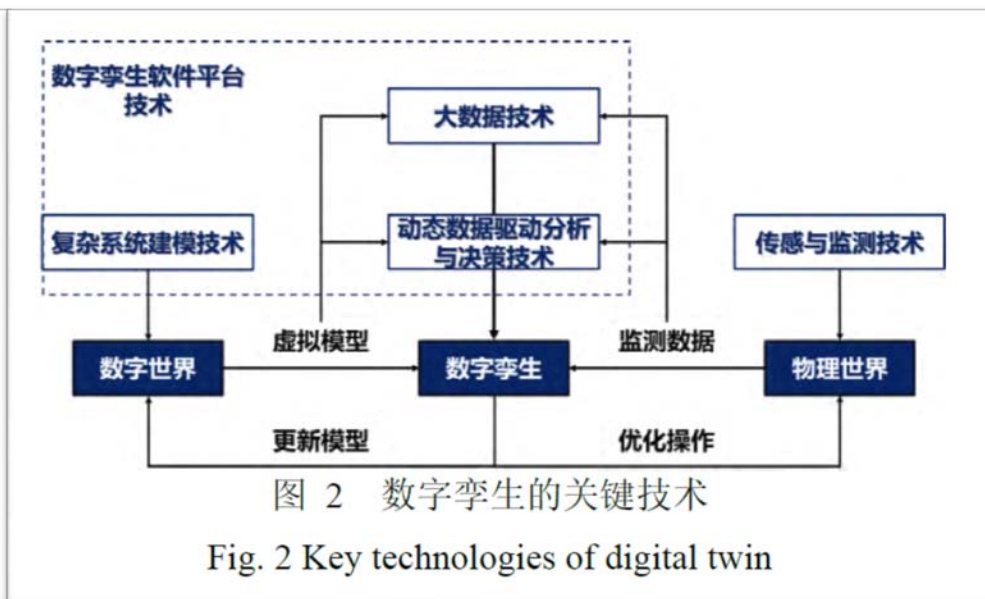 数字孪生软件平台
技术
大数据技术
复杂系统建模技术
动态数据驱动分析
与决策技术
传感与监测技术
虚拟模型
监测数据
数字世界
数字孪生
物理世界
更新模型
优化操作
图 2 数字孪生的关键技术
Fig. 2 Key technologies of digital twin